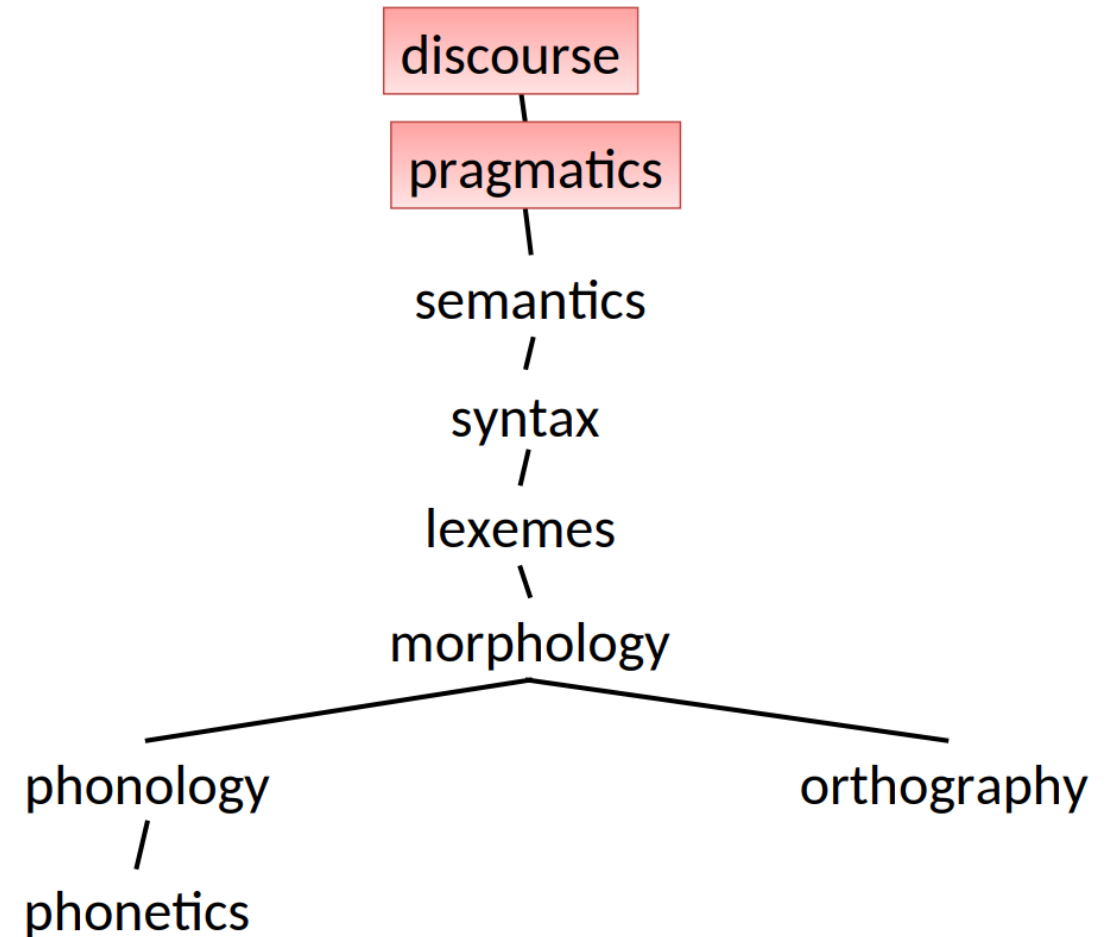 discourse
pragmatics
semantics
syntax
lexemes
morphology
phonology
orthography
phonetics